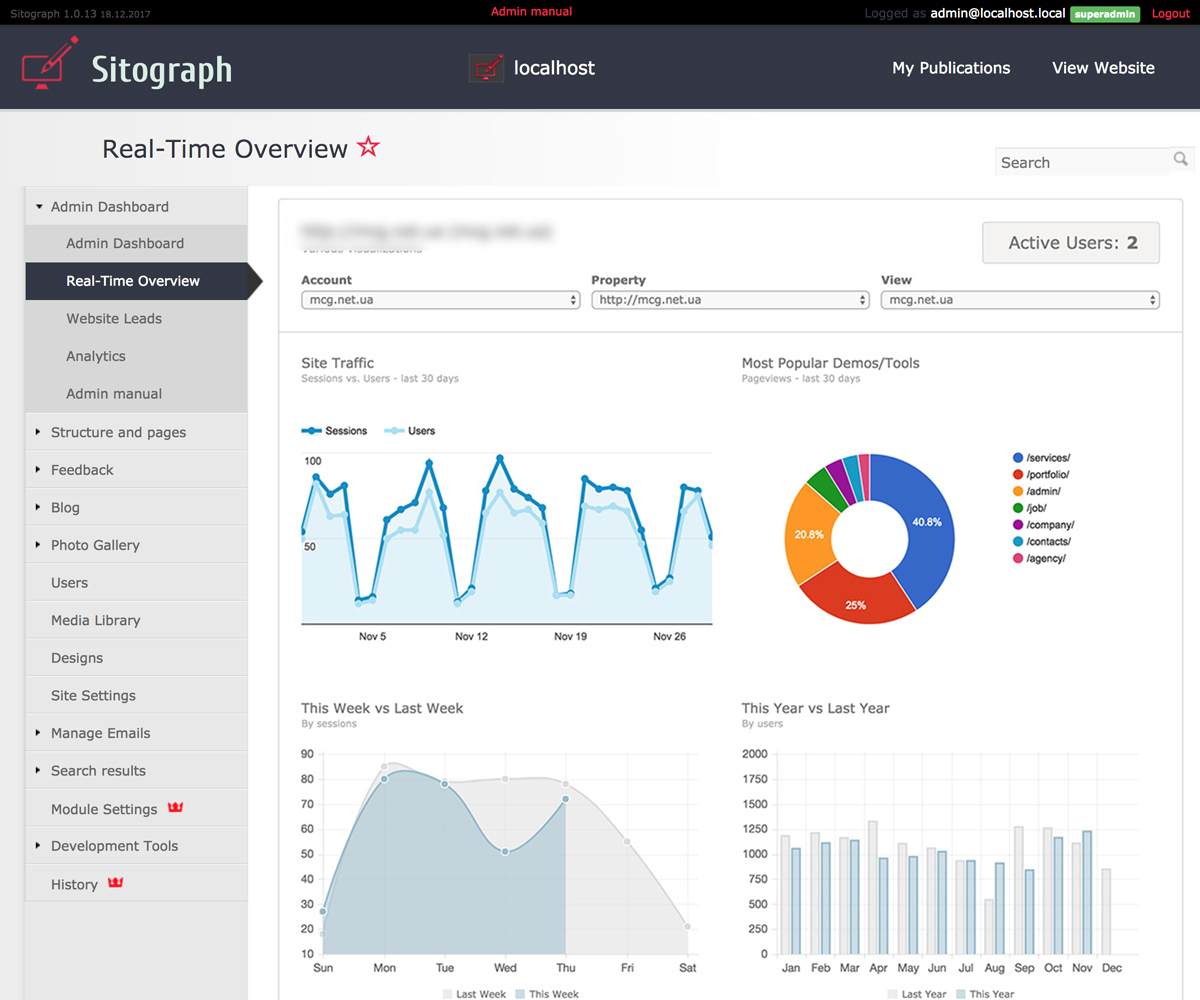 Sitograph 1.0.13 18.12.2017
Admin manual
Logged as admin@localhost.local superadmin Logout
Sitograph
localhost
My Publications
View Website
Real-Time Overview
Search
Admin Dashboard
Admin Dashboard
Real-Time Overview
Website Leads
Analytics
Admin manual
Structure and pages
Feedback
Blog
Photo Gallery
Users
Media Library
Designs
Site Settings
Manage Emails
Search results
Module Settings
Development Tools
History
Active Users: 2
Account
mcg.net.ua
Property
http://mcg.net.ua
View
mcg.net.ua
Site Traffic
Sessions vs. Users - last 30 days
Sessions Users
100
50
Nov 5 Nov 12 Nov 19 Nov 26
Most Popular Demos/Tools
Pageviews - last 30 days
40.8%
20.8%
25%
/services/
/portfolio/
/admin/
/job/
/company/
/contacts/
/agency/
This Week vs Last Week
By sessions
90
80
70
60
50
40
30
20
10
Sun Mon Tue Wed Thu Fri Sat
Last Week This Week
This Year vs Last Year
By users
2000
1750
1500
1250
1000
750
500
250
0
Jan Feb Mar Apr May Jun Jul Aug Sep Oct Nov Dec
Last Year This Year